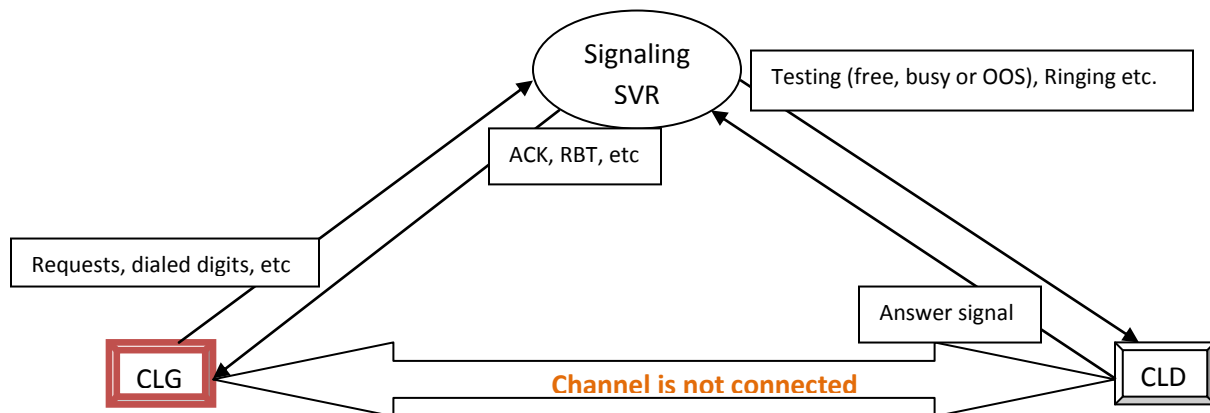 Signaling
SVR
Testing (free, busy or OOS), Ringing etc.
ACK, RBT, etc
Requests, dialed digits, etc
Answer signal
CLG
Channel is not connected
CLD